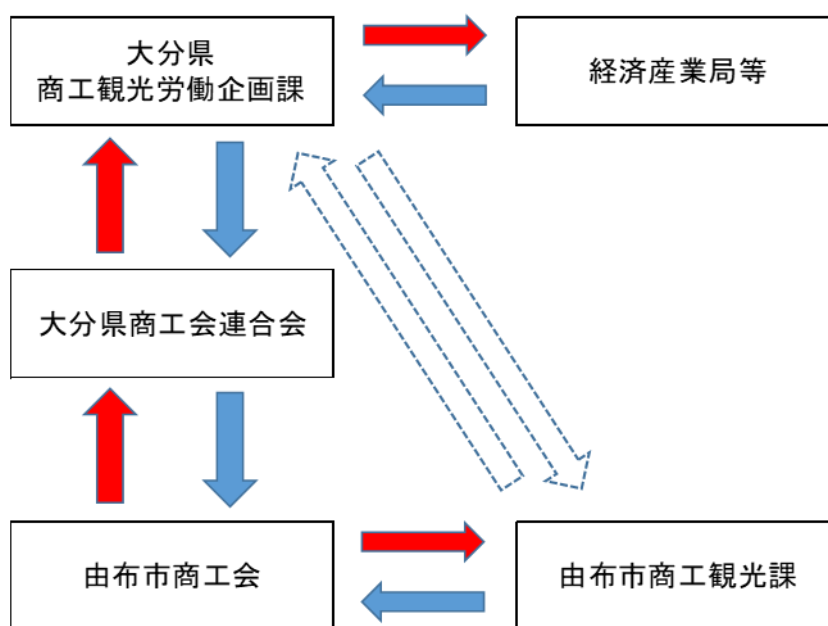 大分県
商工観光労働企画課
経済産業局等
大分県商工会連合会
由布市商工会
由布市商工観光課